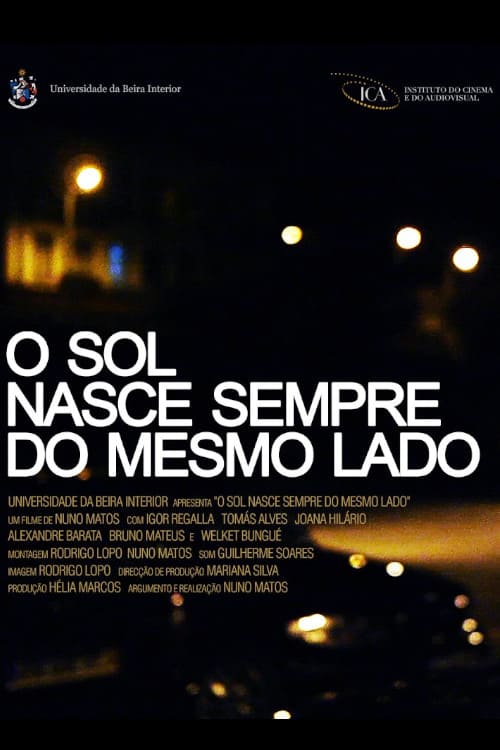 Universidade da Beira Interior
ICA
INSTITUTO DO CINEMA
E DO AUDIOVISUAL
O SOL
NASCE SEMPRE
DO MESMO LADO
UNIVERSIDADE DA BEIRA INTERIOR APRESENTA "O SOL NASCE SEMPRE DO MESMO LADO"
UM FILME DE NUNO MATOS COM IGOR REGALLA TOMÁS ALVES JOANA HILÁRIO
ALEXANDRE BARATA BRUNO MATEUS E WELKET BUNGUÉ
MONTAGEM RODRIGO LOPO NUNO MATOS SOM GUILHERME SOARES
IMAGEM RODRIGO LOPO DIRECÇÃO DE PRODUÇÃO MARIANA SILVA
PRODUÇÃO HÉLIA MARCOS ARGUMENTO E REALIZAÇÃO NUNO MATOS